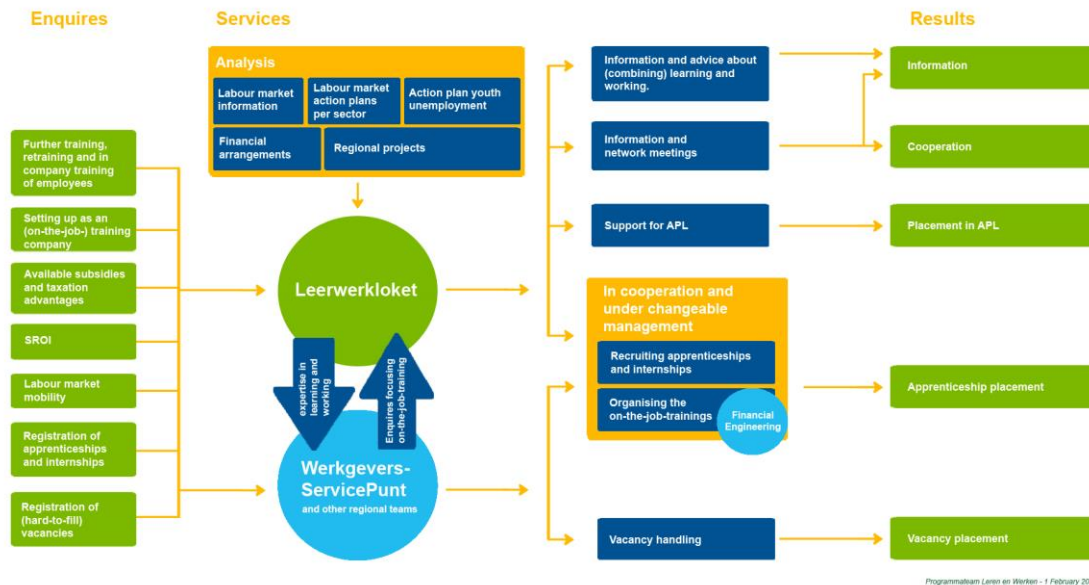 Enquires
Services
Results
Analysis
Labour market
information
Labour market
action plans
per sector
Action plan youth
unemployment
Financial
arrangements
Regional projects
Further training,
retraining and in
company training
of employees
Setting up as an
(on-the-job-) training
company
Available subsidies
and taxation
advantages
SROI
Labour market
mobility
Registration of
apprenticeships
and internships
Registration of
(hard-to-fill)
vacancies
Leerwerkloket
expertise in
learning and
working
Enquires focusing
on-the-job-training
Werkgevers-
ServicePunt
and other regional teams
Information and advice about
(combining) learning and
working.
Information and
network meetings
Support for APL
In cooperation and
under changeable
management
Recruiting apprenticeships
and internships
Organising the
on-the-job-trainings
Financial
Engineering
Vacancy handling
Information
Cooperation
Placement in APL
Apprenticeship placement
Vacancy placement
Programmateam Leren en Werken - 1 February